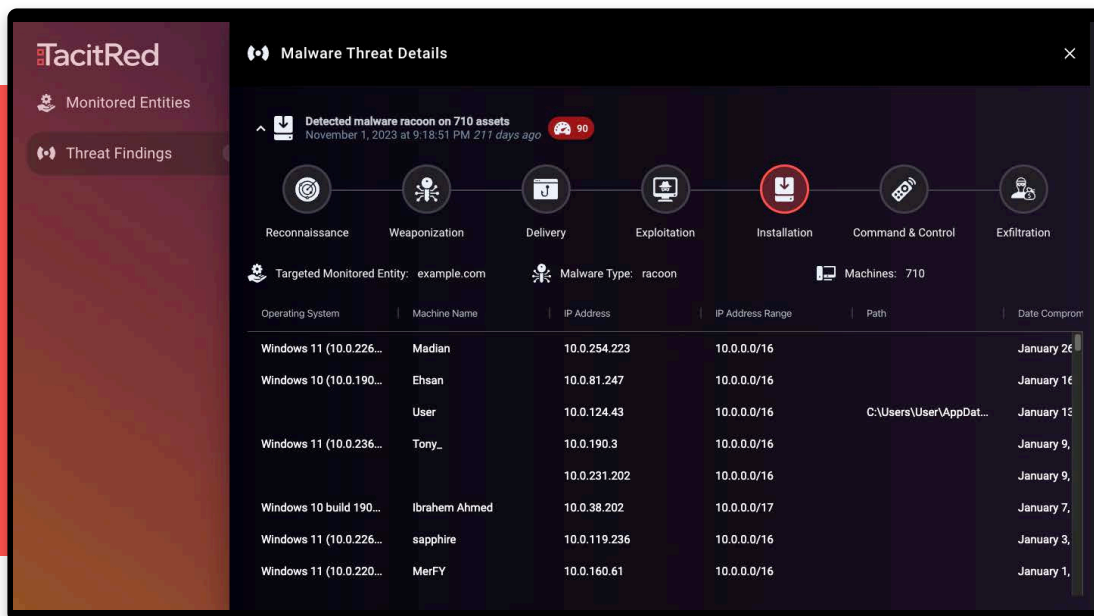 TacitRed
Monitored Entities
Threat Findings
Malware Threat Details
Detected malware racoon on 710 assets
November 1, 2023 at 9:18:51 PM 211 days ago
90
Reconnaissance Weaponization Delivery Exploitation Installation Command & Control Exfiltration
Targeted Monitored Entity: example.com Malware Type: racoon Machines: 710
Operating System Machine Name IP Address IP Address Range Path Date Comprom
Windows 11 (10.0.226... Madian 10.0.254.223 10.0.0.0/16 January 26
Windows 10 (10.0.190... Ehsan 10.0.81.247 10.0.0.0/16 January 16
User 10.0.124.43 10.0.0.0/16 C:\Users\User\AppDat... January 13
Windows 11 (10.0.236... Tony_ 10.0.190.3 10.0.0.0/16 January 9,
10.0.231.202 10.0.0.0/16 January 9,
Windows 10 build 190... Ibrahem Ahmed 10.0.38.202 10.0.0.0/17 January 7,
Windows 11 (10.0.226... sapphire 10.0.119.236 10.0.0.0/16 January 3,
Windows 11 (10.0.220... MerFY 10.0.160.61 10.0.0.0/16 January 1,